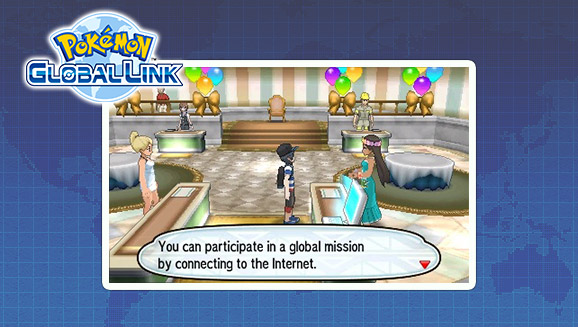 Pokémon
GLOBAL LINK
You can participate in a global mission
by connecting to the Internet.